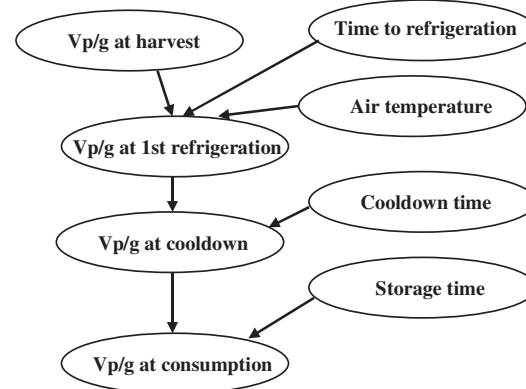 Vp/g at harvest
Time to refrigeration
Air temperature
Vp/g at 1st refrigeration
Cooldown time
Vp/g at cooldown
Storage time
Vp/g at consumption